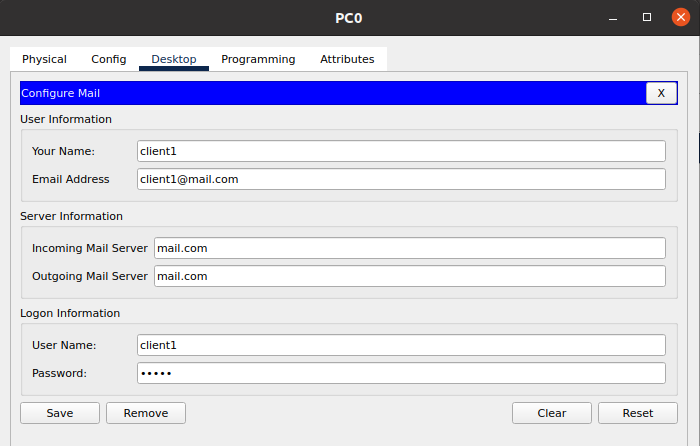 PC0
Physical Config Desktop Programming Attributes
Configure Mail X
User Information
Your Name: client1
Email Address client1@mail.com
Server Information
Incoming Mail Server mail.com
Outgoing Mail Server mail.com
Logon Information
User Name: client1
Password: •••••
Save Remove Clear Reset